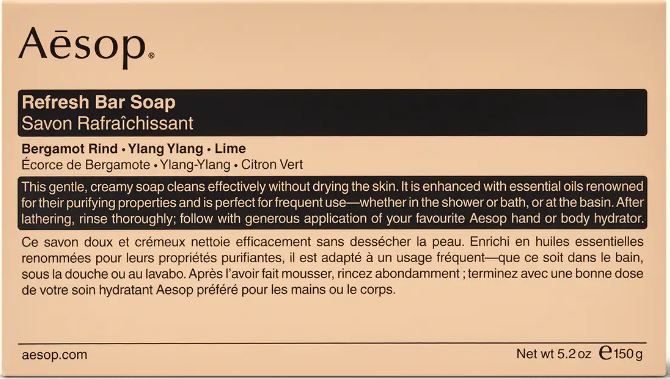 Aēsop®
Refresh Bar Soap
Savon Rafraîchissant
Bergamot Rind • Ylang Ylang • Lime
Écorce de Bergamote • Ylang-Ylang • Citron Vert
This gentle, creamy soap cleans effectively without drying the skin. It is enhanced with essential oils renowned
for their purifying properties and is perfect for frequent use—whether in the shower or bath, or at the basin. After
lathering, rinse thoroughly; follow with generous application of your favourite Aesop hand or body hydrator.
Ce savon doux et crémeux nettoie efficacement sans dessécher la peau. Enrichi en huiles essentielles
renommées pour leurs propriétés purifiantes, il est adapté à un usage fréquent—que ce soit dans le bain,
sous la douche ou au lavabo. Après l'avoir fait mousser, rincez abondamment ; terminez avec une bonne dose
de votre soin hydratant Aesop préféré pour les mains ou le corps.
aesop.com Net wt 5.2 oz ℮150 g